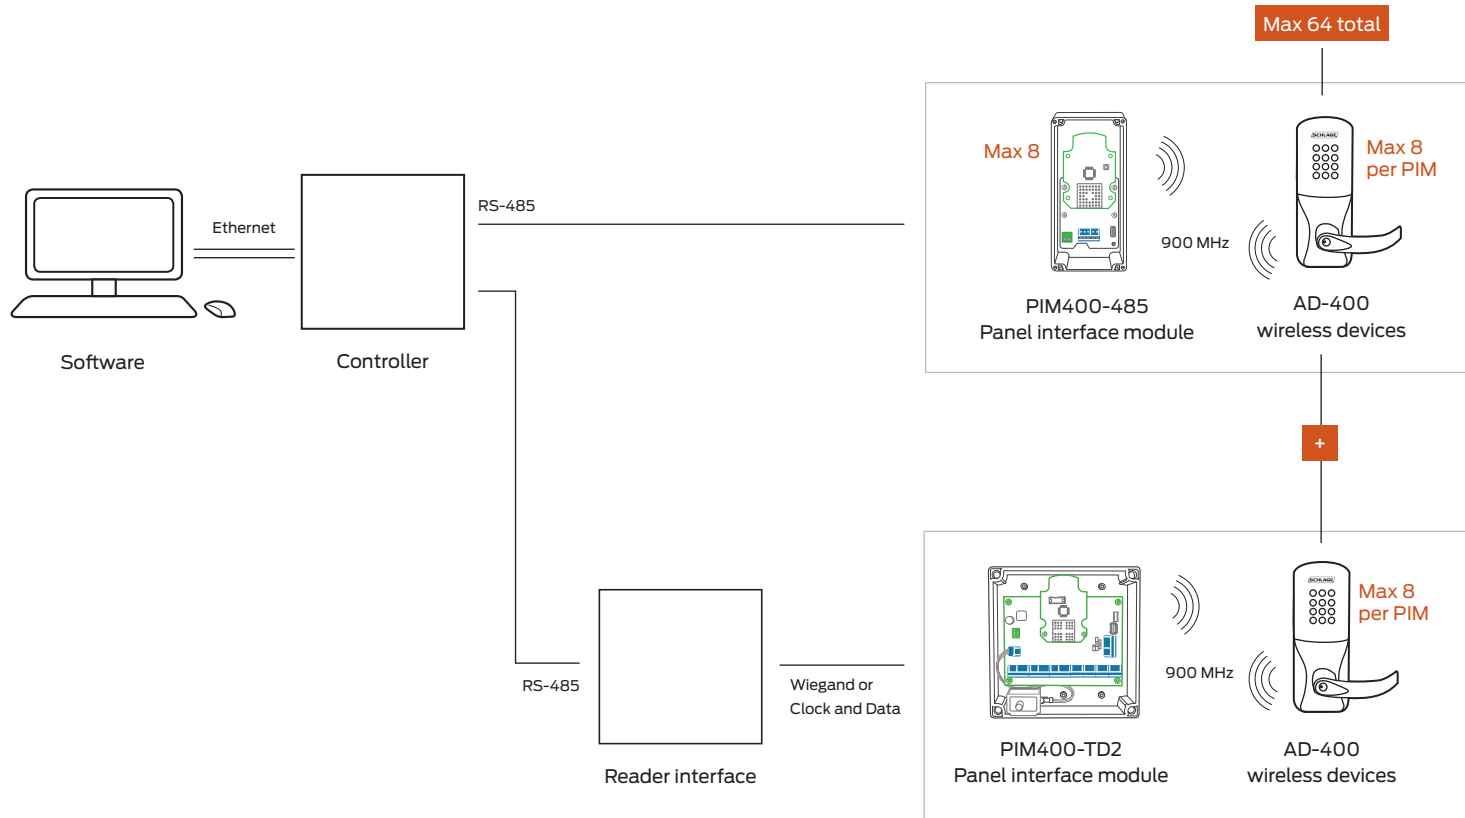 Max 64 total
SCHLAGE
Max 8
Max 8
per PIM
RS-485
Ethernet
900 MHz
PIM400-485
Panel interface module
AD-400
wireless devices
Software
Controller
+
SCHLAGE
Max 8
per PIM
900 MHz
RS-485
Wiegand or
Clock and Data
PIM400-TD2
Panel interface module
AD-400
wireless devices
Reader interface